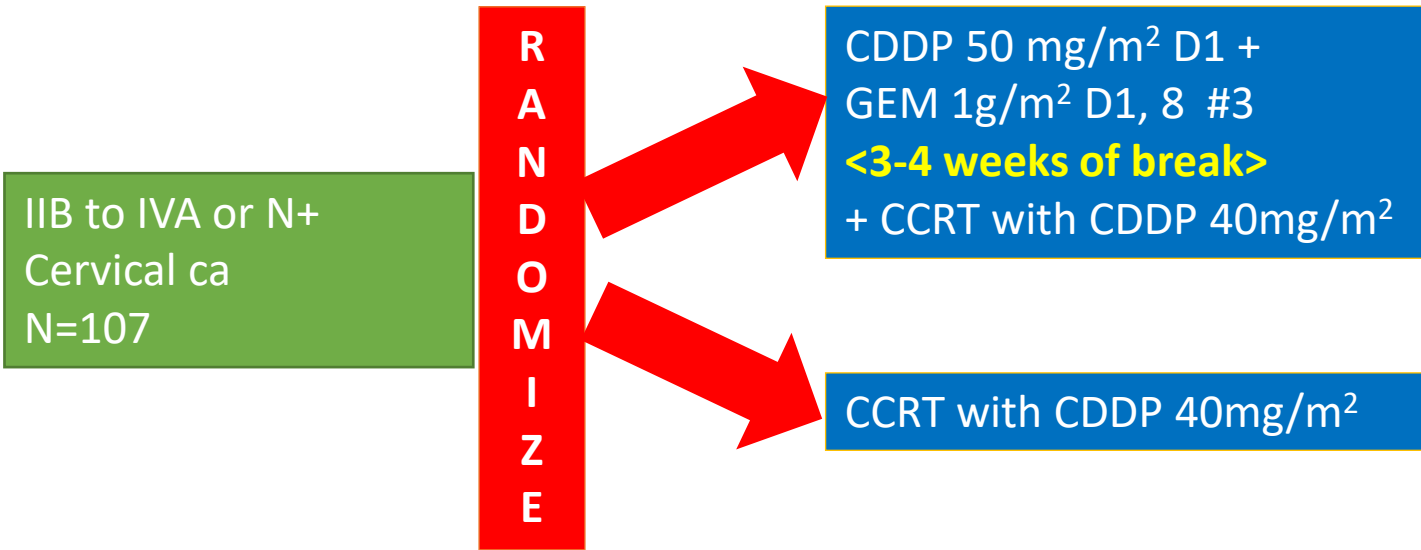 IIB to IVA or N+
Cervical ca
N=107
R
A
N
D
O
M
I
Z
E
CDDP 50 mg/m² D1 +
GEM 1g/m² D1, 8  #3
<3-4 weeks of break>
+ CCRT with CDDP 40mg/m²
CCRT with CDDP 40mg/m²